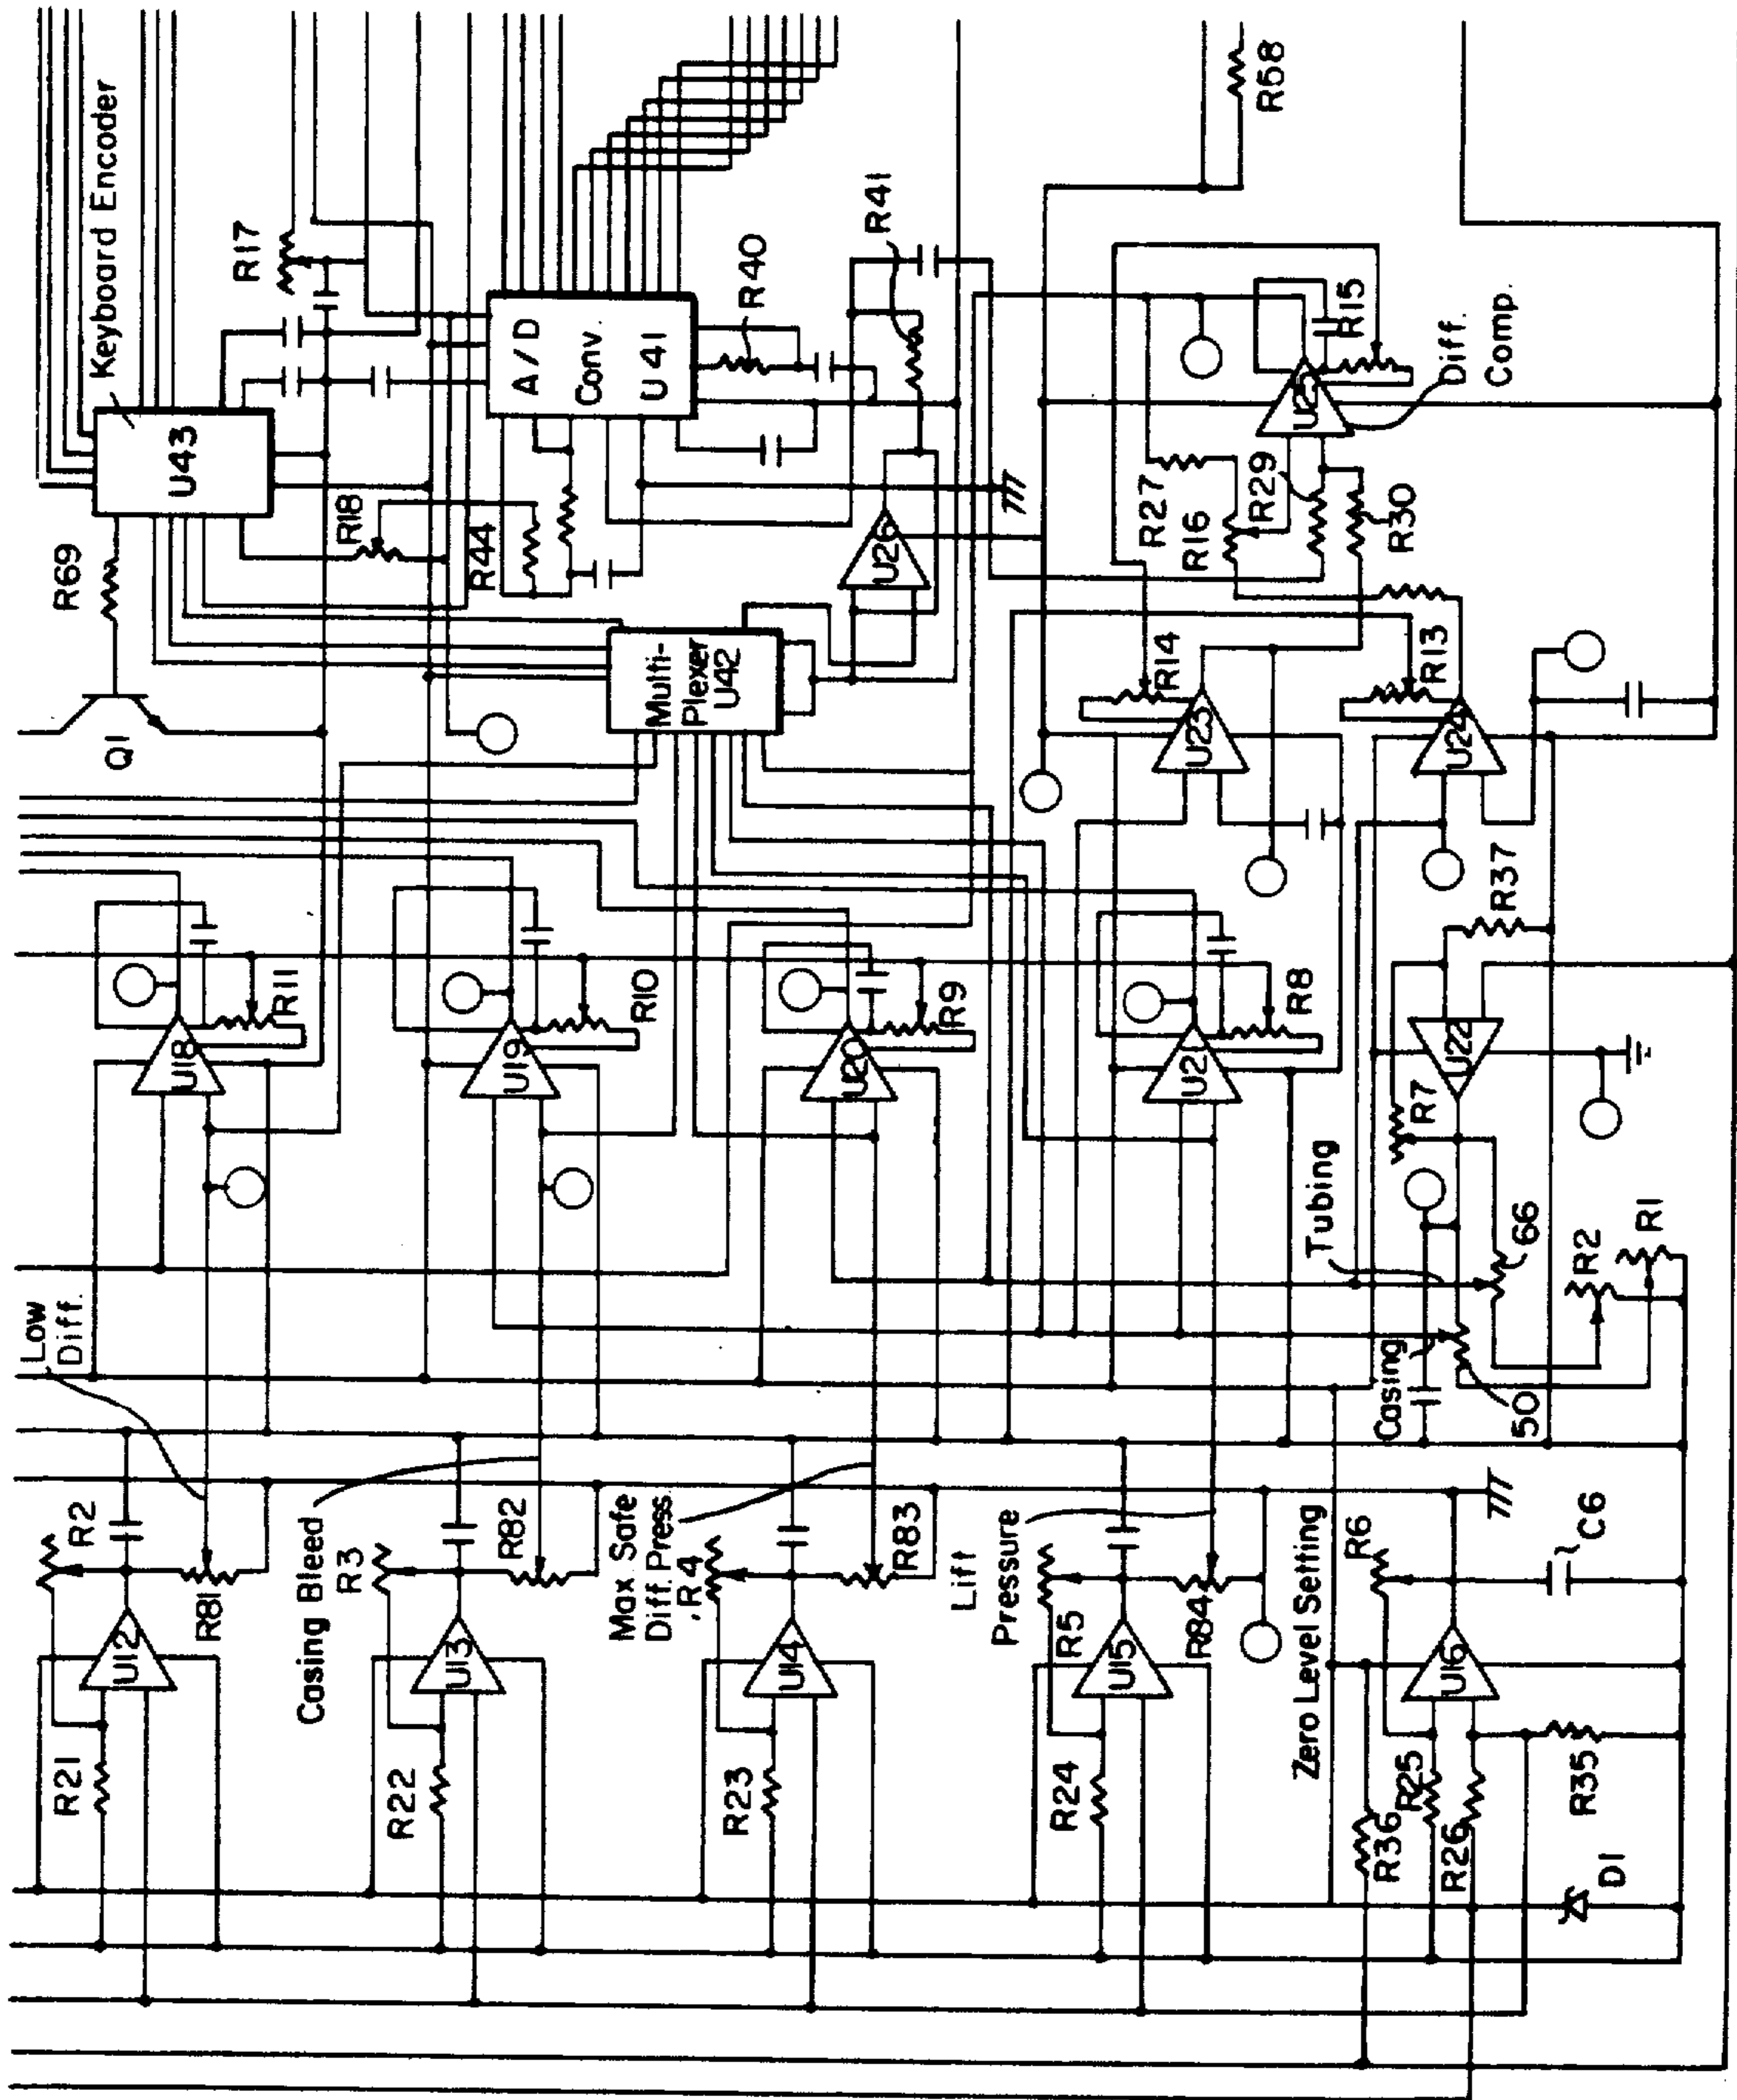 Keyboard Encoder
R69
U43
R17
Q1
R18
R44
A/D
Conv.
U41
R40
R41
Multi-
Plexer
U42
U26
R68
Low
Diff.
R2
R21
U12
R81
U18
R11
Casing Bleed
R3
R22
U13
R82
U19
R10
Max. Safe
Diff. Press.
R4
R23
U14
R83
U20
R9
Lift
Pressure
R5
R24
U15
R84
U21
R8
R14
U23
R27
R16
R29
R30
U25
R15
Diff.
Comp.
R13
U24
R37
U22
R7
Tubing
66
R2
R1
Casing
50
Zero Level Setting
R6
C6
U16
R36
R25
R26
R35
D1